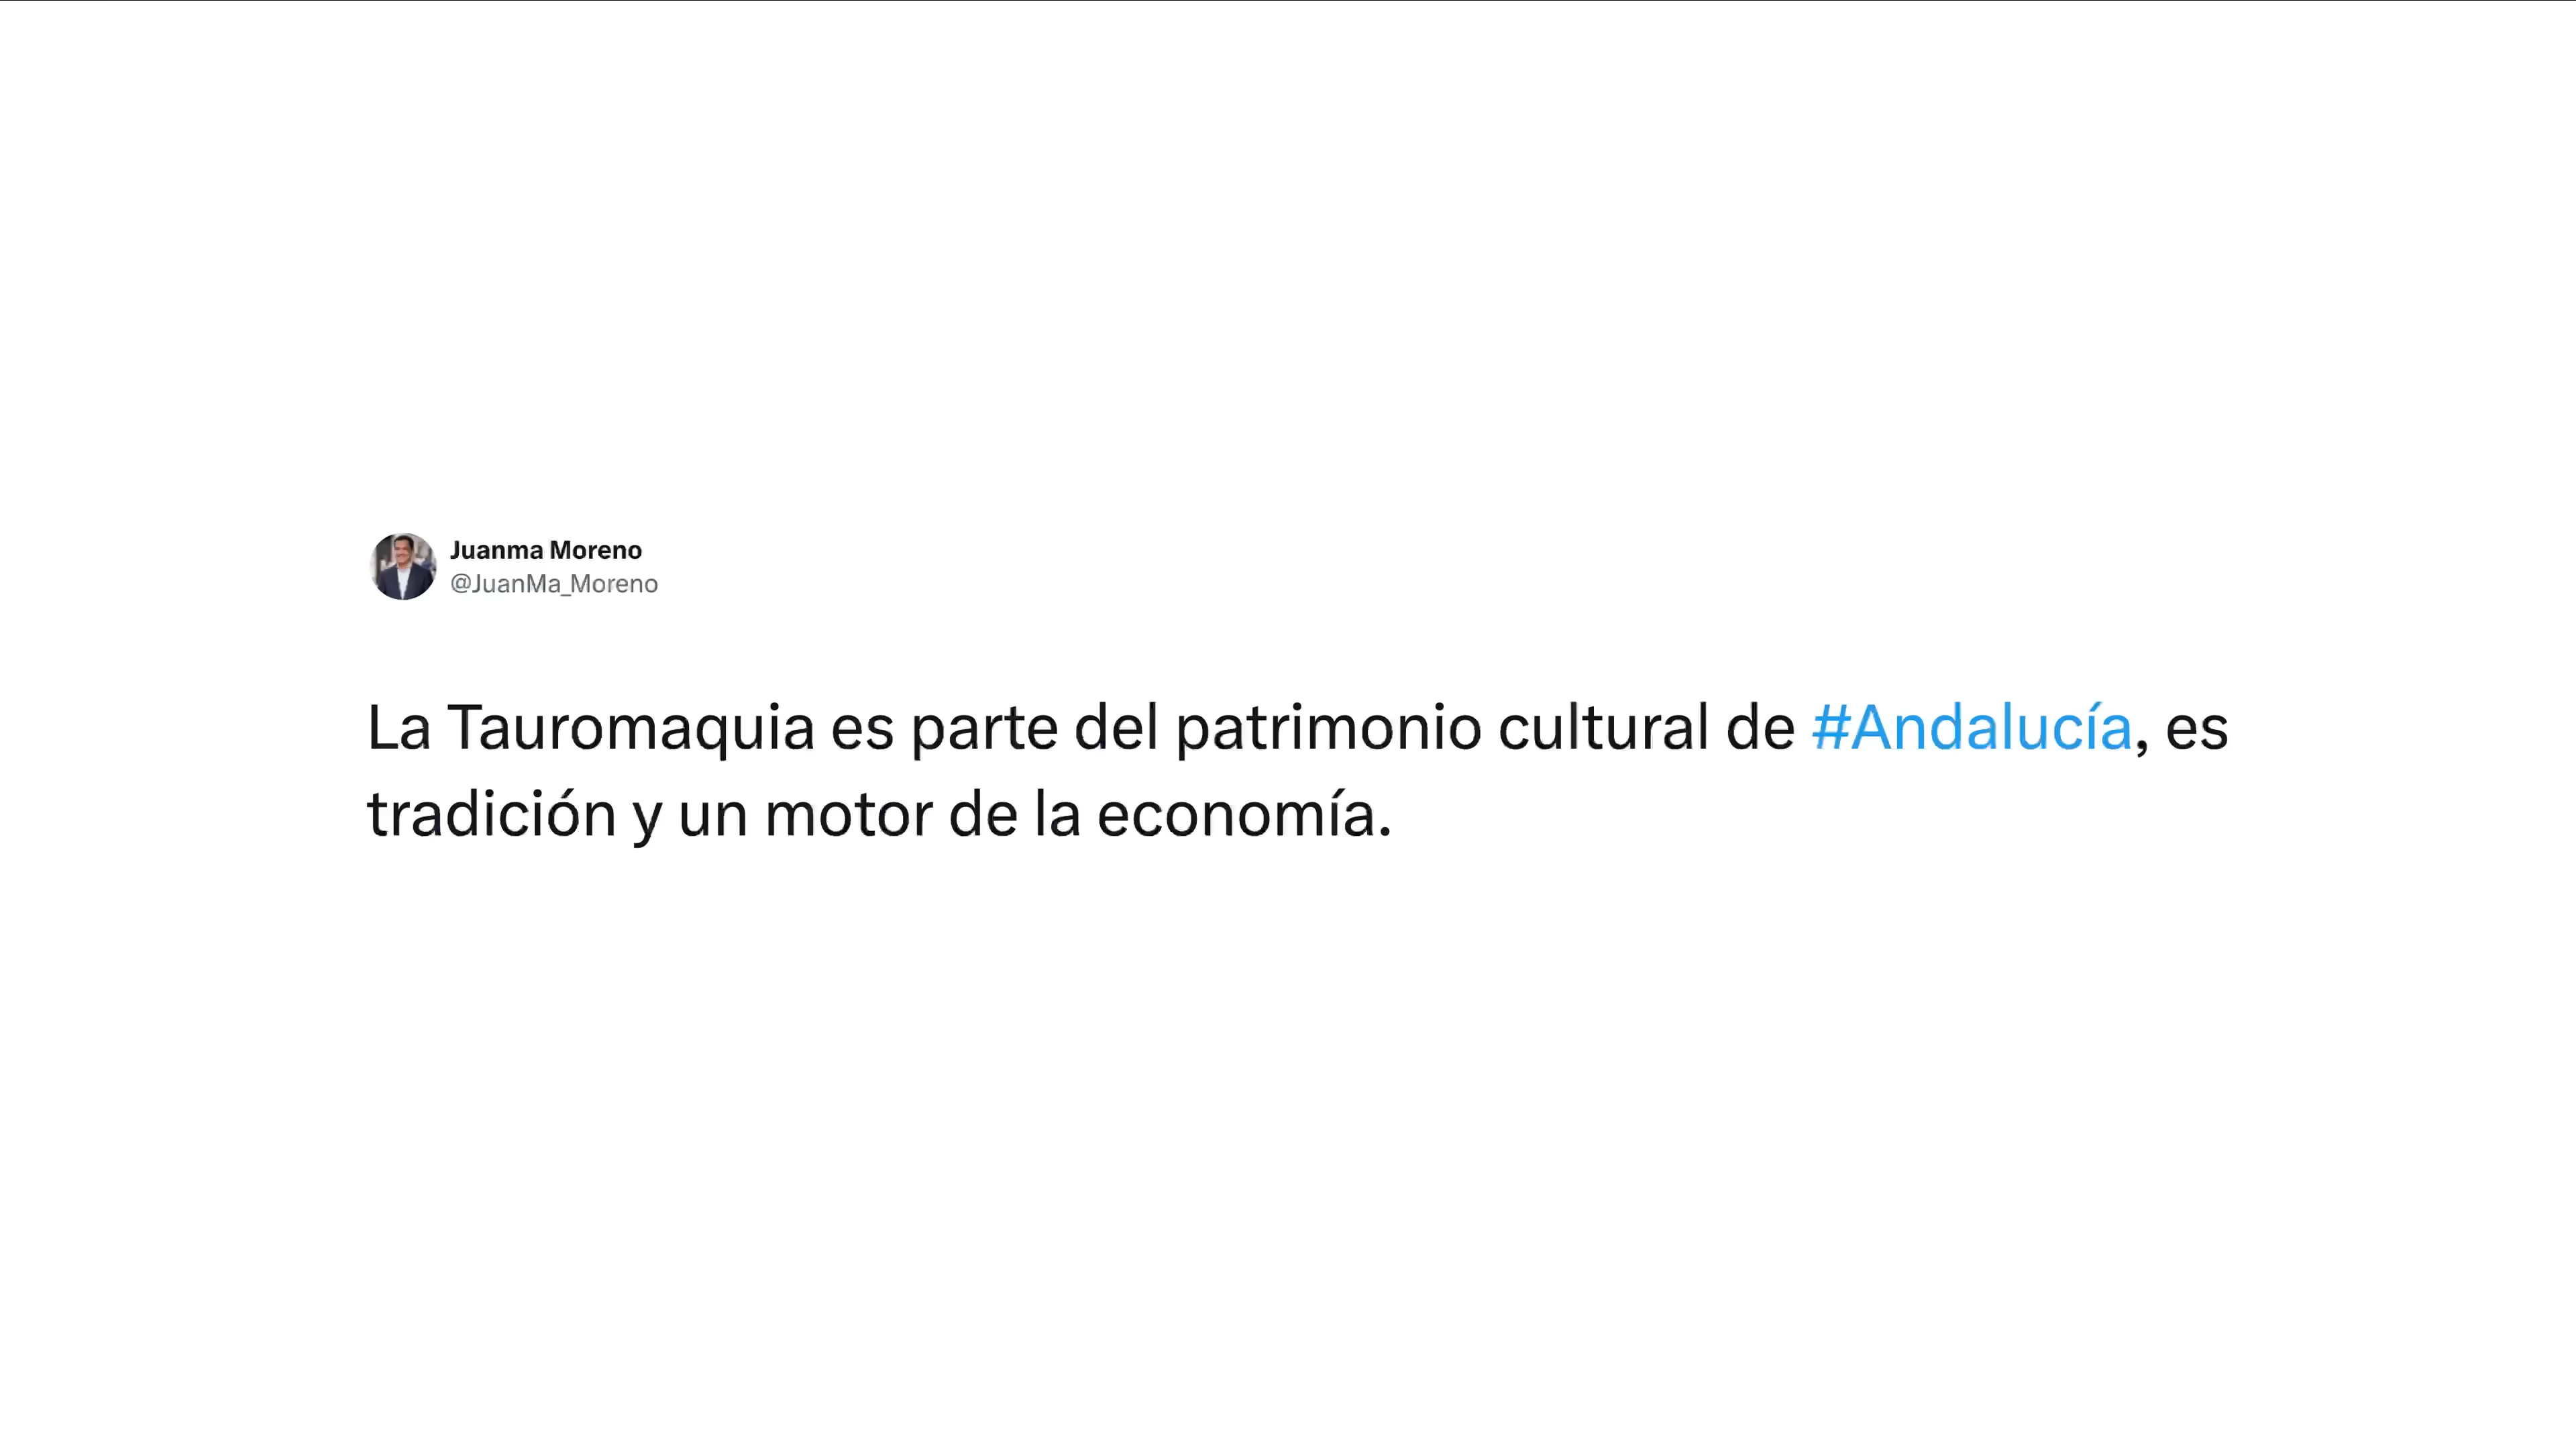 Juanma Moreno
@JuanMa_Moreno
La Tauromaquia es parte del patrimonio cultural de #Andalucía, es
tradición y un motor de la economía.